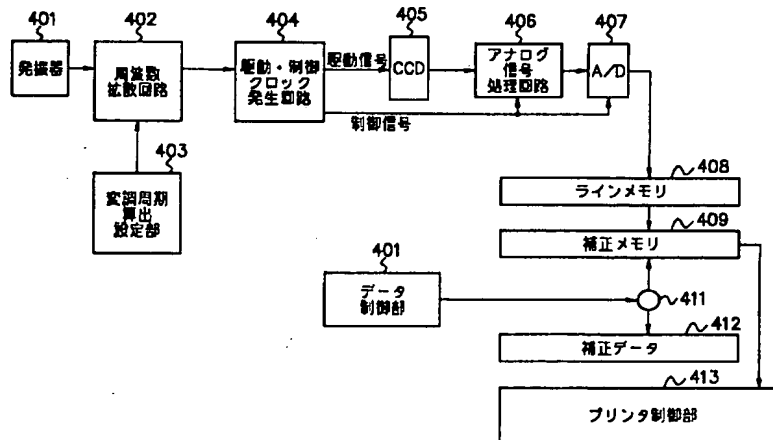 401
402
404
405
406
407
発振器
周波数
拡散回路
駆動・制御
クロック
発生回路
駆動信号
CCD
アナログ
信号
処理回路
A/D
制御信号
403
変調周期
算出
設定部
408
ラインメモリ
409
補正メモリ
401
データ
制御部
411
412
補正データ
413
プリンタ制御部